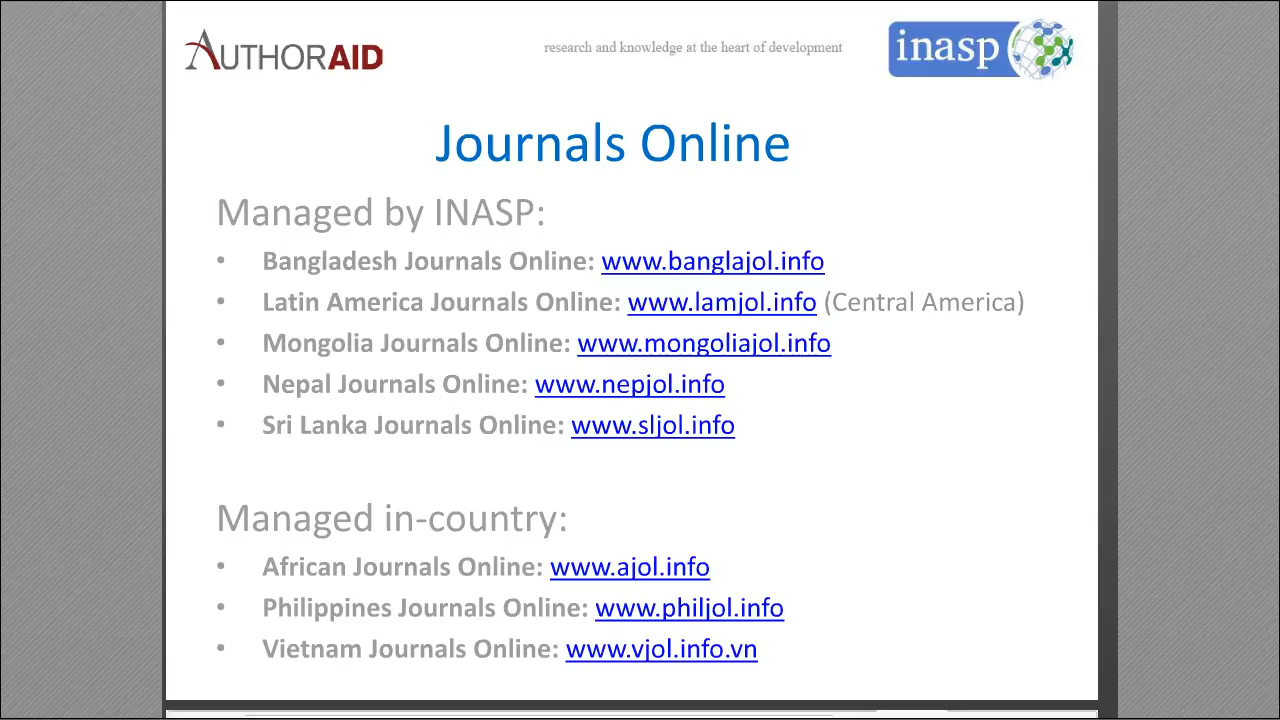 AUTHORAID
research and knowledge at the heart of development
inasp
Journals Online
Managed by INASP:
• Bangladesh Journals Online: www.banglajol.info
• Latin America Journals Online: www.lamjol.info (Central America)
• Mongolia Journals Online: www.mongoliajol.info
• Nepal Journals Online: www.nepjol.info
• Sri Lanka Journals Online: www.sljol.info
Managed in-country:
• African Journals Online: www.ajol.info
• Philippines Journals Online: www.philjol.info
• Vietnam Journals Online: www.vjol.info.vn